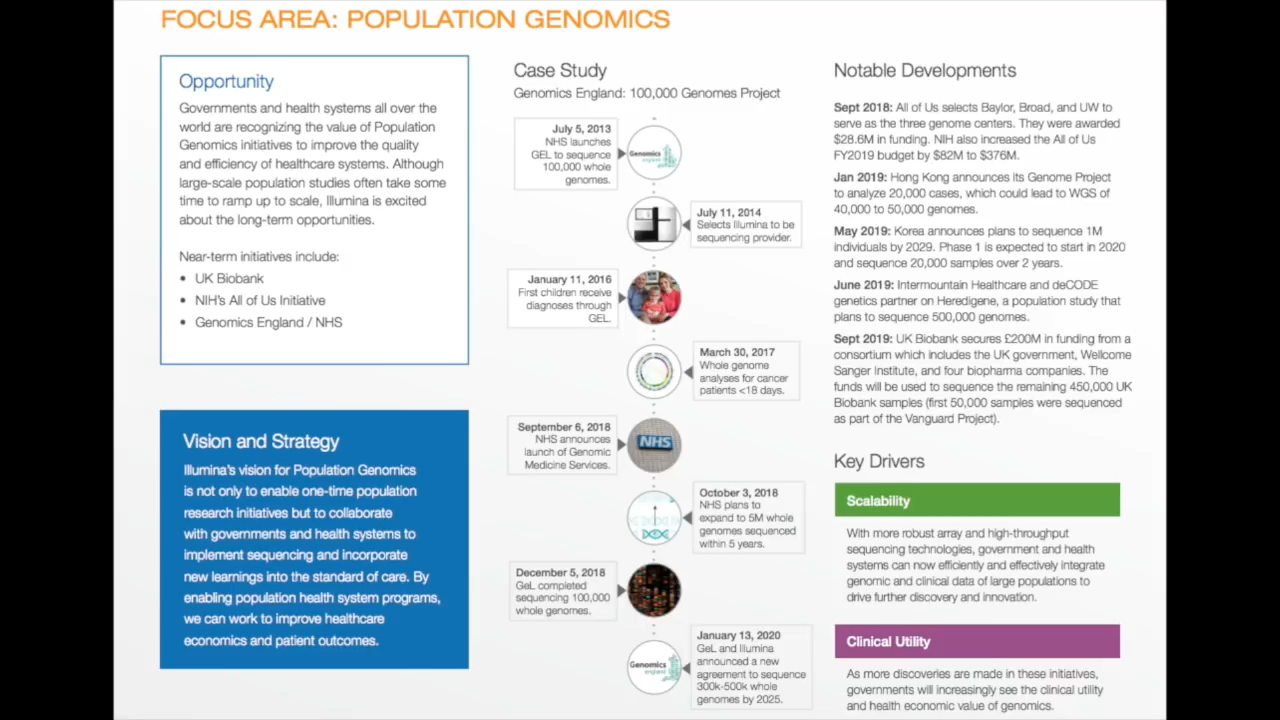 FOCUS AREA: POPULATION GENOMICS
Opportunity
Governments and health systems all over the
world are recognizing the value of Population
Genomics initiatives to improve the quality
and efficiency of healthcare systems. Although
large-scale population studies often take some
time to ramp up to scale, Illumina is excited
about the long-term opportunities.
Near-term initiatives include:
• UK Biobank
• NIH's All of Us Initiative
• Genomics England / NHS
Vision and Strategy
Illumina's vision for Population Genomics
is not only to enable one-time population
research initiatives but to collaborate
with governments and health systems to
implement sequencing and incorporate
new learnings into the standard of care. By
enabling population health system programs,
we can work to improve healthcare
economics and patient outcomes.
Case Study
Genomics England: 100,000 Genomes Project
July 5, 2013
NHS launches
GEL to sequence
100,000 whole
genomes.
Genomics
england
July 11, 2014
Selects Illumina to be
sequencing provider.
January 11, 2016
First children receive
diagnoses through
GEL.
March 30, 2017
Whole genome
analyses for cancer
patients <18 days.
September 6, 2018
NHS announces
launch of Genomic
Medicine Services.
NHS
October 3, 2018
NHS plans to
expand to 5M whole
genomes sequenced
within 5 years.
December 5, 2018
GeL completed
sequencing 100,000
whole genomes.
January 13, 2020
GeL and Illumina
announced a new
agreement to sequence
300k-500k whole
genomes by 2025.
Genomics
england
Notable Developments
Sept 2018: All of Us selects Baylor, Broad, and UW to
serve as the three genome centers. They were awarded
$28.6M in funding. NIH also increased the All of Us
FY2019 budget by $82M to $376M.
Jan 2019: Hong Kong announces its Genome Project
to analyze 20,000 cases, which could lead to WGS of
40,000 to 50,000 genomes.
May 2019: Korea announces plans to sequence 1M
individuals by 2029. Phase 1 is expected to start in 2020
and sequence 20,000 samples over 2 years.
June 2019: Intermountain Healthcare and deCODE
genetics partner on Heredigene, a population study that
plans to sequence 500,000 genomes.
Sept 2019: UK Biobank secures £200M in funding from a
consortium which includes the UK government, Wellcome
Sanger Institute, and four biopharma companies. The
funds will be used to sequence the remaining 450,000 UK
Biobank samples (first 50,000 samples were sequenced
as part of the Vanguard Project).
Key Drivers
Scalability
With more robust array and high-throughput
sequencing technologies, government and health
systems can now efficiently and effectively integrate
genomic and clinical data of large populations to
drive further discovery and innovation.
Clinical Utility
As more discoveries are made in these initiatives,
governments will increasingly see the clinical utility
and health economic value of genomics.